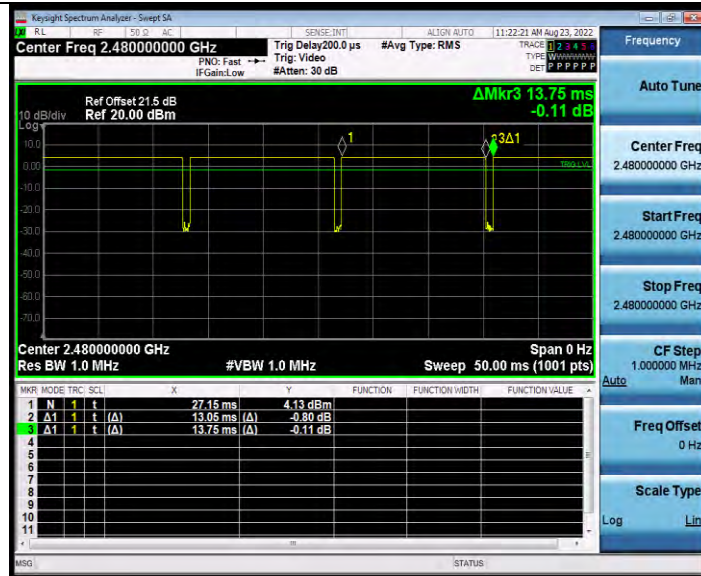 Keysight Spectrum Analyzer - Swept SA
RL RF 50 Ω AC SENSE:INT ALIGN AUTO 11:22:21 AM Aug 23, 2022
Center Freq 2.480000000 GHz
PNO: Fast
IFGain:Low
Trig Delay200.0 µs
Trig: Video
#Atten: 30 dB
#Avg Type: RMS
TRACE 1 2 3 4 5 6
TYPE WWWWWW
DET P P P P P P
Frequency
Auto Tune
Center Freq
2.480000000 GHz
Start Freq
2.480000000 GHz
Stop Freq
2.480000000 GHz
CF Step
1.000000 MHz
Auto Man
Freq Offset
0 Hz
Scale Type
Log Lin
ΔMkr3 13.75 ms
-0.11 dB
Ref Offset 21.5 dB
10 dB/div Ref 20.00 dBm
Log
10.0
0.00
-10.0
-20.0
-30.0
-40.0
-50.0
-60.0
-70.0
1
3Δ1
TRIG LVL
Center 2.480000000 GHz Span 0 Hz
Res BW 1.0 MHz #VBW 1.0 MHz Sweep 50.00 ms (1001 pts)
MKR MODE TRC SCL X Y FUNCTION FUNCTION WIDTH FUNCTION VALUE
1 N 1 t 27.15 ms 4.13 dBm
2 Δ1 1 t (Δ) 13.05 ms (Δ) -0.80 dB
3 Δ1 1 t (Δ) 13.75 ms (Δ) -0.11 dB
4
5
6
7
8
9
10
11
MSG STATUS